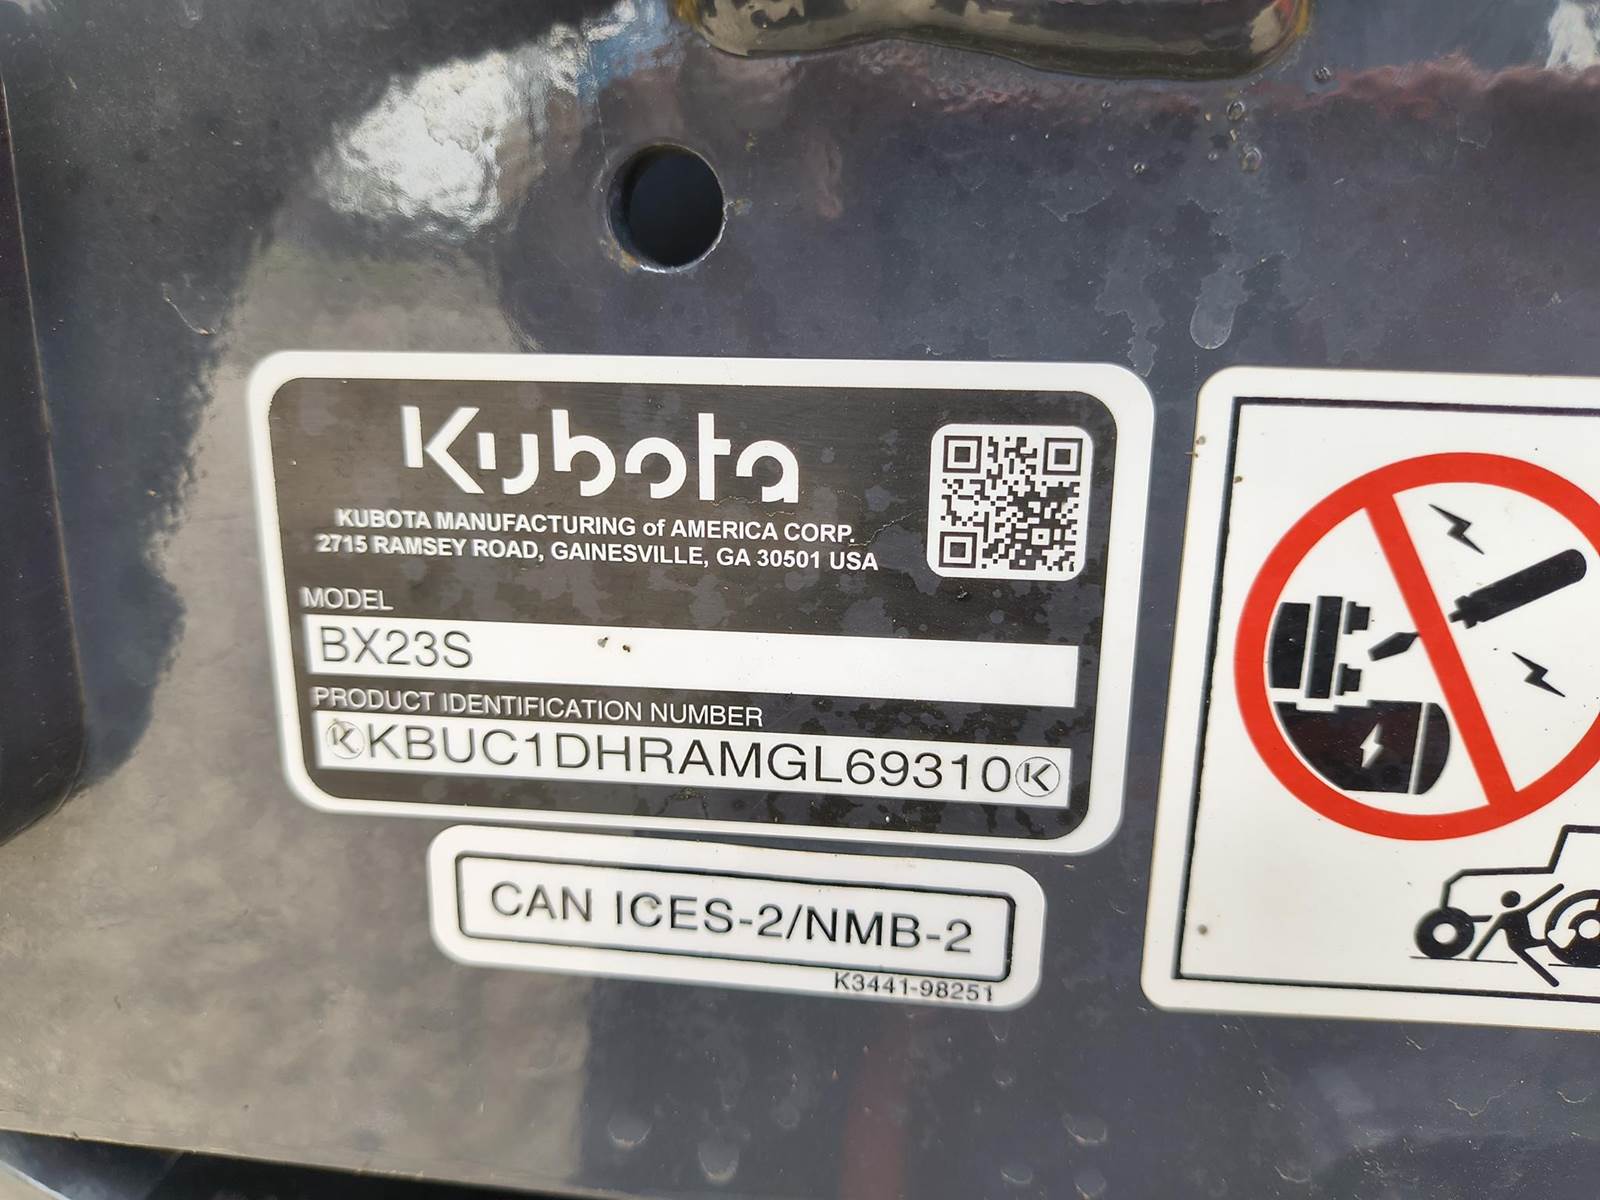 Kubota
KUBOTA MANUFACTURING of AMERICA CORP.
2715 RAMSEY ROAD, GAINESVILLE, GA 30501 USA
MODEL
BX23S
PRODUCT IDENTIFICATION NUMBER
KBUC1DHRAMGL69310
CAN ICES-2/NMB-2
K3441-98251